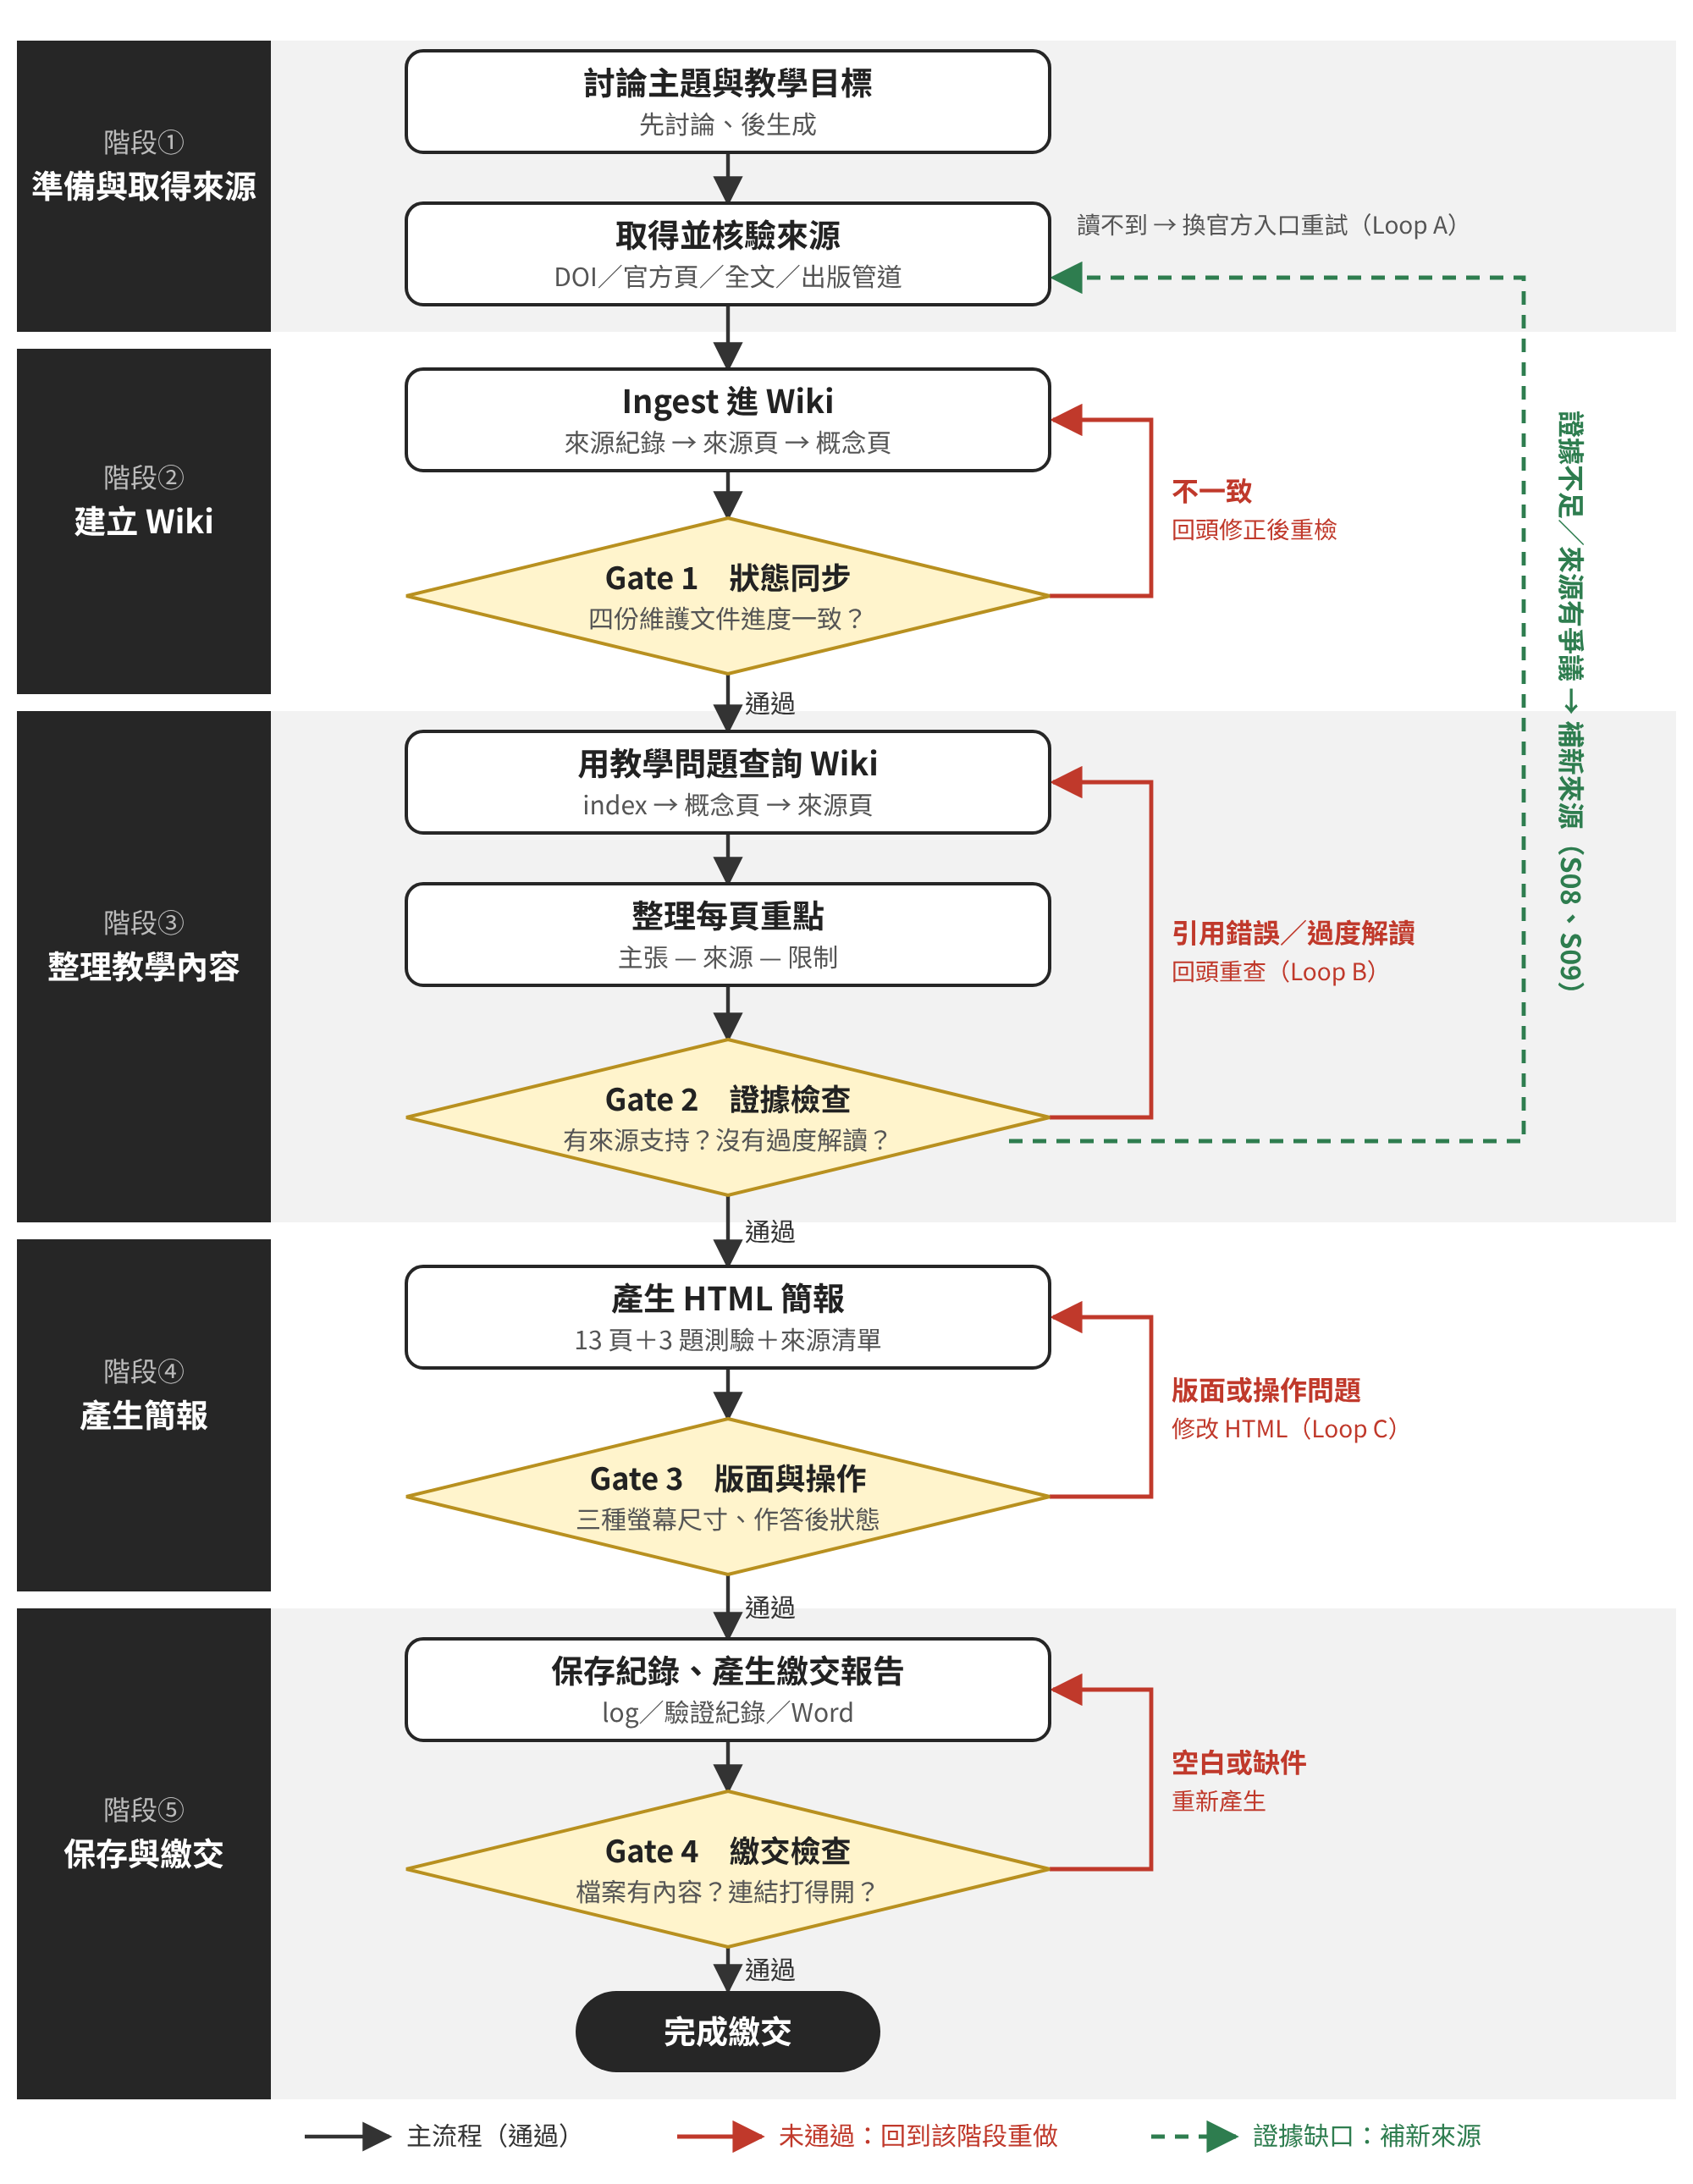 階段①
準備與取得來源
討論主題與教學目標
先討論、後生成
取得並核驗來源
DOI／官方頁／全文／出版管道
讀不到 → 換官方入口重試（Loop A）
階段②
建立 Wiki
Ingest 進 Wiki
來源紀錄 → 來源頁 → 概念頁
不一致
回頭修正後重檢
Gate 1　狀態同步
四份維護文件進度一致？
通過
證據不足／來源有爭議 → 補新來源（S08、S09）
階段③
整理教學內容
用教學問題查詢 Wiki
index → 概念頁 → 來源頁
整理每頁重點
主張 — 來源 — 限制
引用錯誤／過度解讀
回頭重查（Loop B）
Gate 2　證據檢查
有來源支持？沒有過度解讀？
通過
階段④
產生簡報
產生 HTML 簡報
13 頁＋3 題測驗＋來源清單
版面或操作問題
修改 HTML（Loop C）
Gate 3　版面與操作
三種螢幕尺寸、作答後狀態
通過
階段⑤
保存與繳交
保存紀錄、產生繳交報告
log／驗證紀錄／Word
空白或缺件
重新產生
Gate 4　繳交檢查
檔案有內容？連結打得開？
通過
完成繳交
主流程（通過）
未通過：回到該階段重做
證據缺口：補新來源